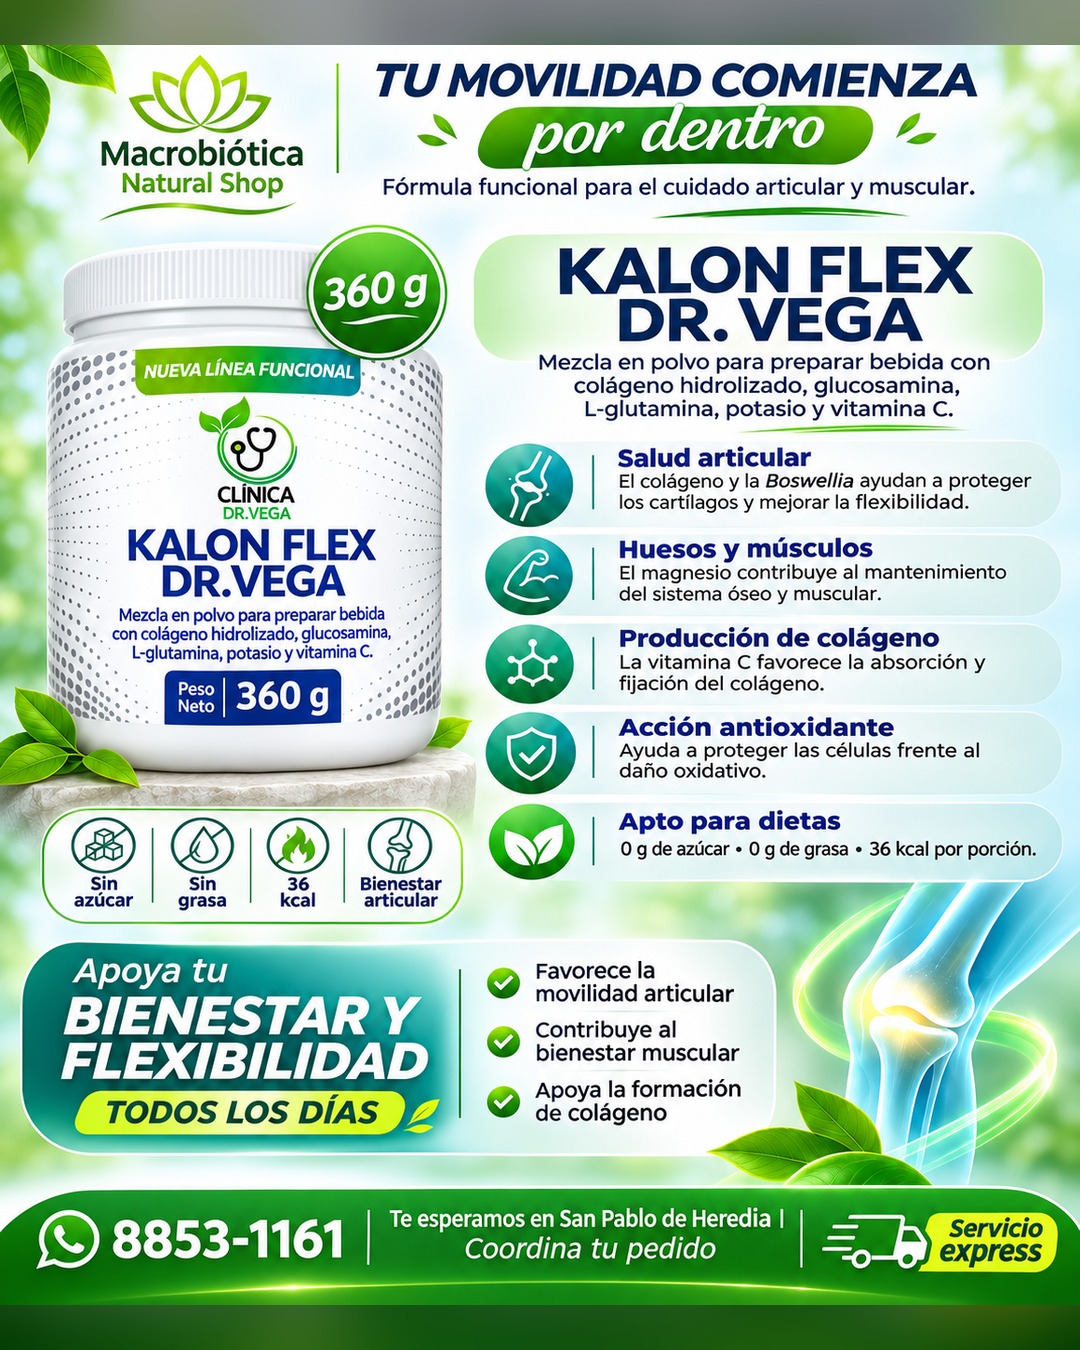 Macrobiótica
Natural Shop
TU MOVILIDAD COMIENZA
por dentro
Fórmula funcional para el cuidado articular y muscular.
360 g
NUEVA LÍNEA FUNCIONAL
CLÍNICA
DR.VEGA
KALON FLEX
DR.VEGA
Mezcla en polvo para preparar bebida
con colágeno hidrolizado, glucosamina,
L-glutamina, potasio y vitamina C.
Peso
Neto
360 g
KALON FLEX
DR. VEGA
Mezcla en polvo para preparar bebida con
colágeno hidrolizado, glucosamina,
L-glutamina, potasio y vitamina C.
Salud articular
El colágeno y la Boswellia ayudan a proteger
los cartílagos y mejorar la flexibilidad.
Huesos y músculos
El magnesio contribuye al mantenimiento
del sistema óseo y muscular.
Producción de colágeno
La vitamina C favorece la absorción y
fijación del colágeno.
Acción antioxidante
Ayuda a proteger las células frente al
daño oxidativo.
Apto para dietas
0 g de azúcar • 0 g de grasa • 36 kcal por porción.
Sin
azúcar
Sin
grasa
36
kcal
Bienestar
articular
Apoya tu
BIENESTAR Y
FLEXIBILIDAD
TODOS LOS DÍAS
Favorece la
movilidad articular
Contribuye al
bienestar muscular
Apoya la formación
de colágeno
8853-1161
Te esperamos en San Pablo de Heredia |
Coordina tu pedido
Servicio
express